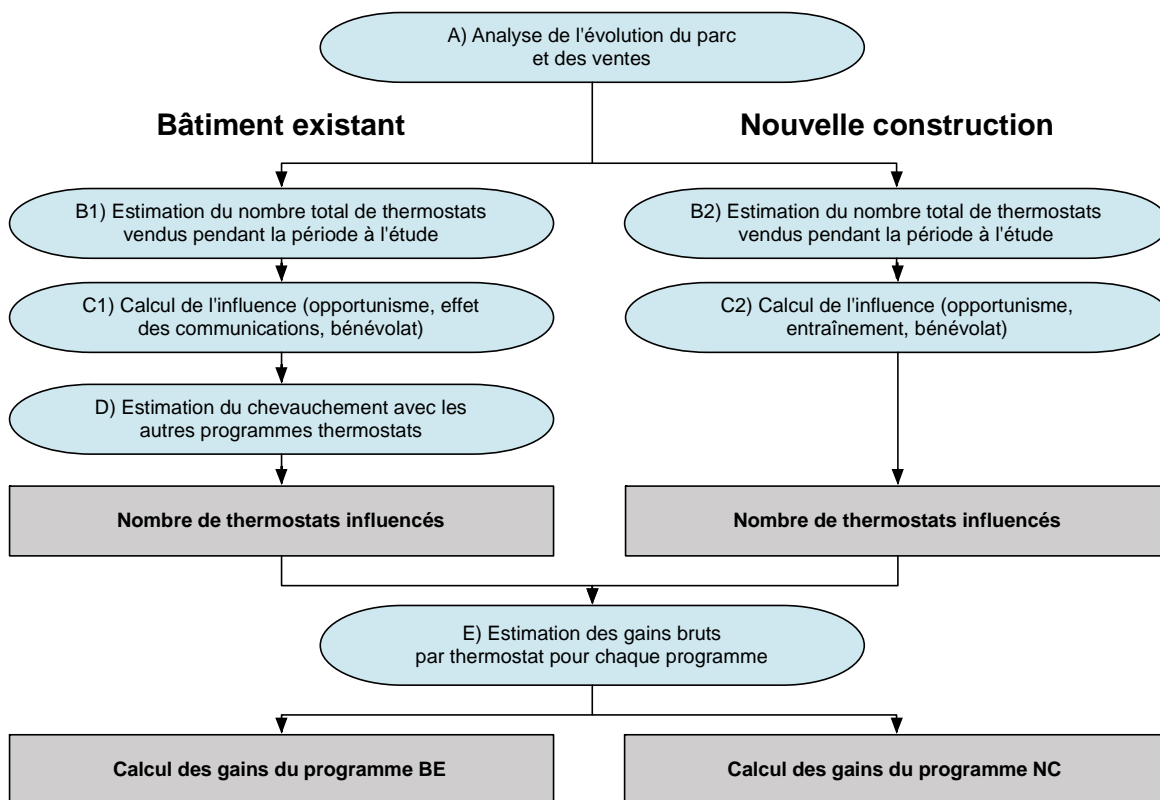 A) Analyse de l'évolution du parc
et des ventes
Bâtiment existant
Nouvelle construction
B1) Estimation du nombre total de thermostats
vendus pendant la période à l'étude
B2) Estimation du nombre total de thermostats
vendus pendant la période à l'étude
C1) Calcul de l'influence (opportunisme, effet
des communications, bénévolat)
C2) Calcul de l'influence (opportunisme,
entraînement, bénévolat)
D) Estimation du chevauchement avec les
autres programmes thermostats
Nombre de thermostats influencés
Nombre de thermostats influencés
E) Estimation des gains bruts
par thermostat pour chaque programme
Calcul des gains du programme BE
Calcul des gains du programme NC